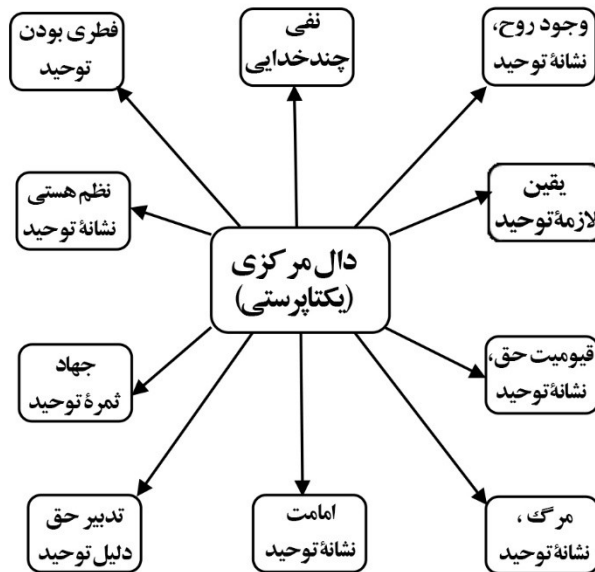 وجود روح،
نشانهٔ توحید
نفی
چندخدایی
فطری بودن
توحید
یقین
لازمهٔ توحید
نظم هستی
نشانهٔ توحید
دال مرکزی
(یکتاپرستی)
قیومیت حق،
نشانهٔ توحید
جهاد
ثمرهٔ توحید
مرگ ،
نشانهٔ توحید
امامت
نشانهٔ توحید
تدبیر حق
دلیل توحید